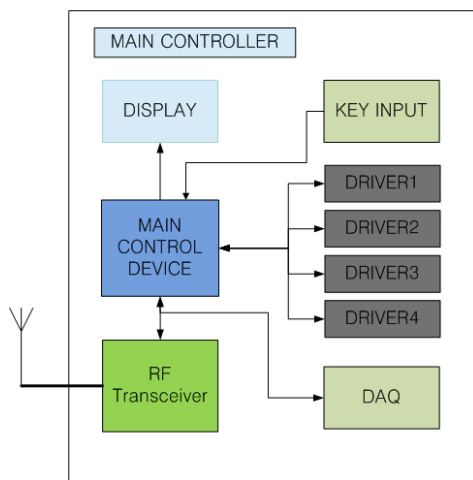 MAIN CONTROLLER
DISPLAY
KEY INPUT
MAIN
CONTROL
DEVICE
DRIVER1
DRIVER2
DRIVER3
DRIVER4
RF
Transceiver
DAQ